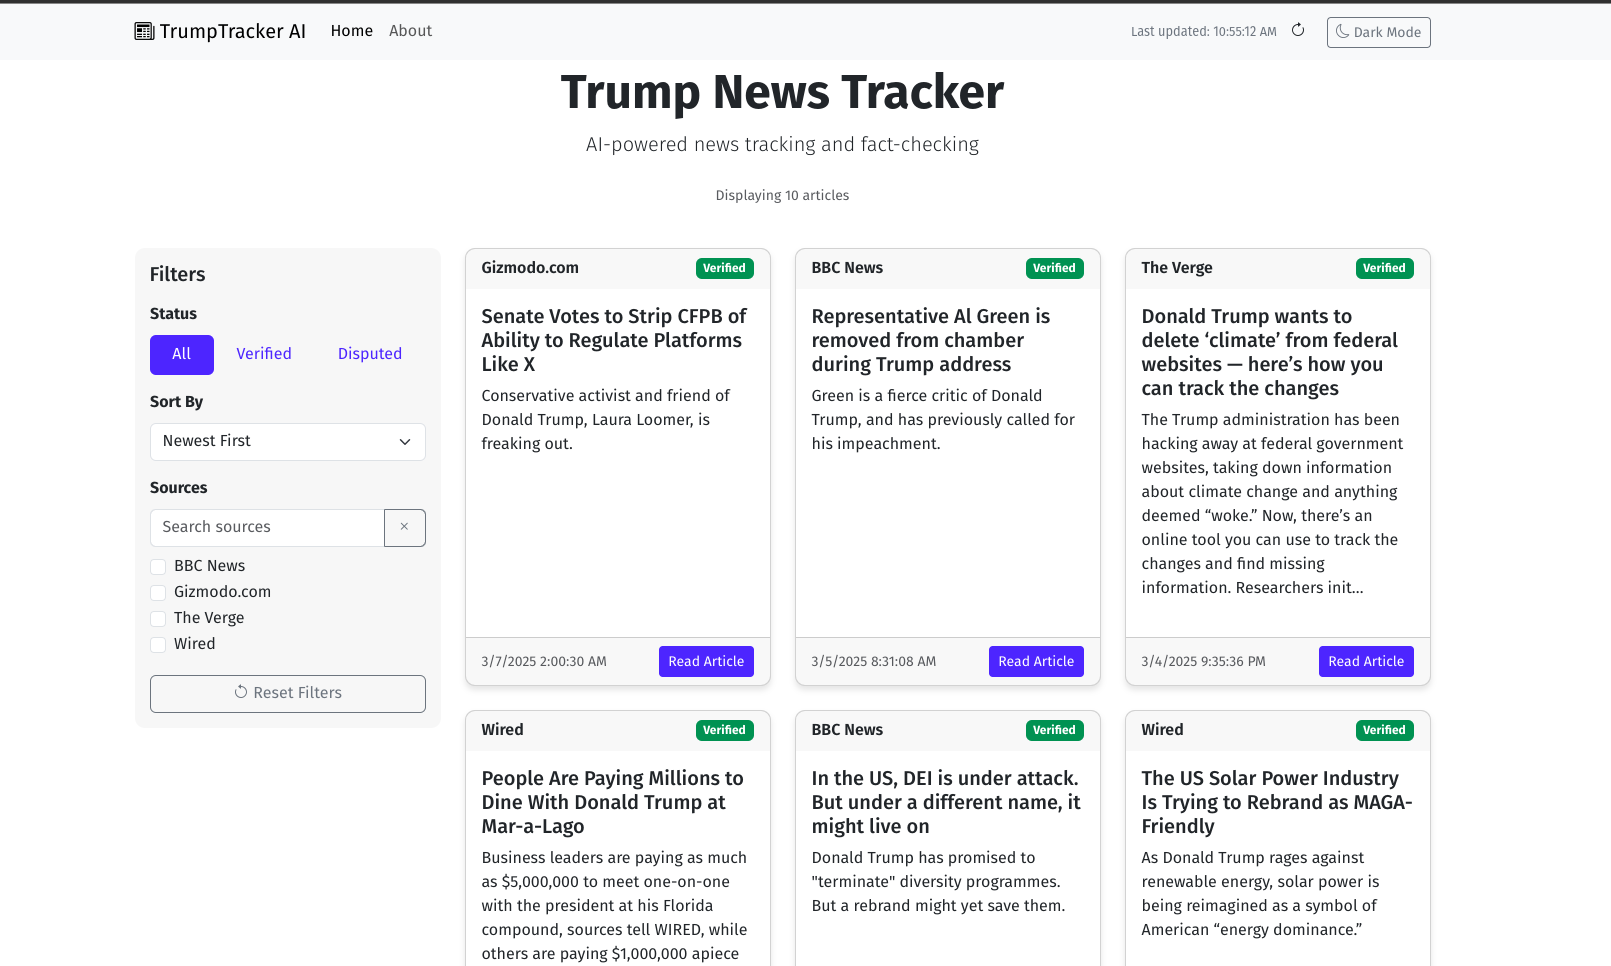 TrumpTracker AI
Home
About
Last updated: 10:55:12 AM
Dark Mode
Trump News Tracker
AI-powered news tracking and fact-checking
Displaying 10 articles
Filters
Status
All
Verified
Disputed
Sort By
Newest First
Sources
Search sources
×
BBC News
Gizmodo.com
The Verge
Wired
Reset Filters
Gizmodo.com
Verified
Senate Votes to Strip CFPB of
Ability to Regulate Platforms
Like X
Conservative activist and friend of
Donald Trump, Laura Loomer, is
freaking out.
3/7/2025 2:00:30 AM
Read Article
BBC News
Verified
Representative Al Green is
removed from chamber
during Trump address
Green is a fierce critic of Donald
Trump, and has previously called for
his impeachment.
3/5/2025 8:31:08 AM
Read Article
The Verge
Verified
Donald Trump wants to
delete ‘climate’ from federal
websites — here’s how you
can track the changes
The Trump administration has been
hacking away at federal government
websites, taking down information
about climate change and anything
deemed “woke.” Now, there’s an
online tool you can use to track the
changes and find missing
information. Researchers init...
3/4/2025 9:35:36 PM
Read Article
Wired
Verified
People Are Paying Millions to
Dine With Donald Trump at
Mar-a-Lago
Business leaders are paying as much
as $5,000,000 to meet one-on-one
with the president at his Florida
compound, sources tell WIRED, while
others are paying $1,000,000 apiece
BBC News
Verified
In the US, DEI is under attack.
But under a different name, it
might live on
Donald Trump has promised to
"terminate" diversity programmes.
But a rebrand might yet save them.
Wired
Verified
The US Solar Power Industry
Is Trying to Rebrand as MAGA-
Friendly
As Donald Trump rages against
renewable energy, solar power is
being reimagined as a symbol of
American “energy dominance.”